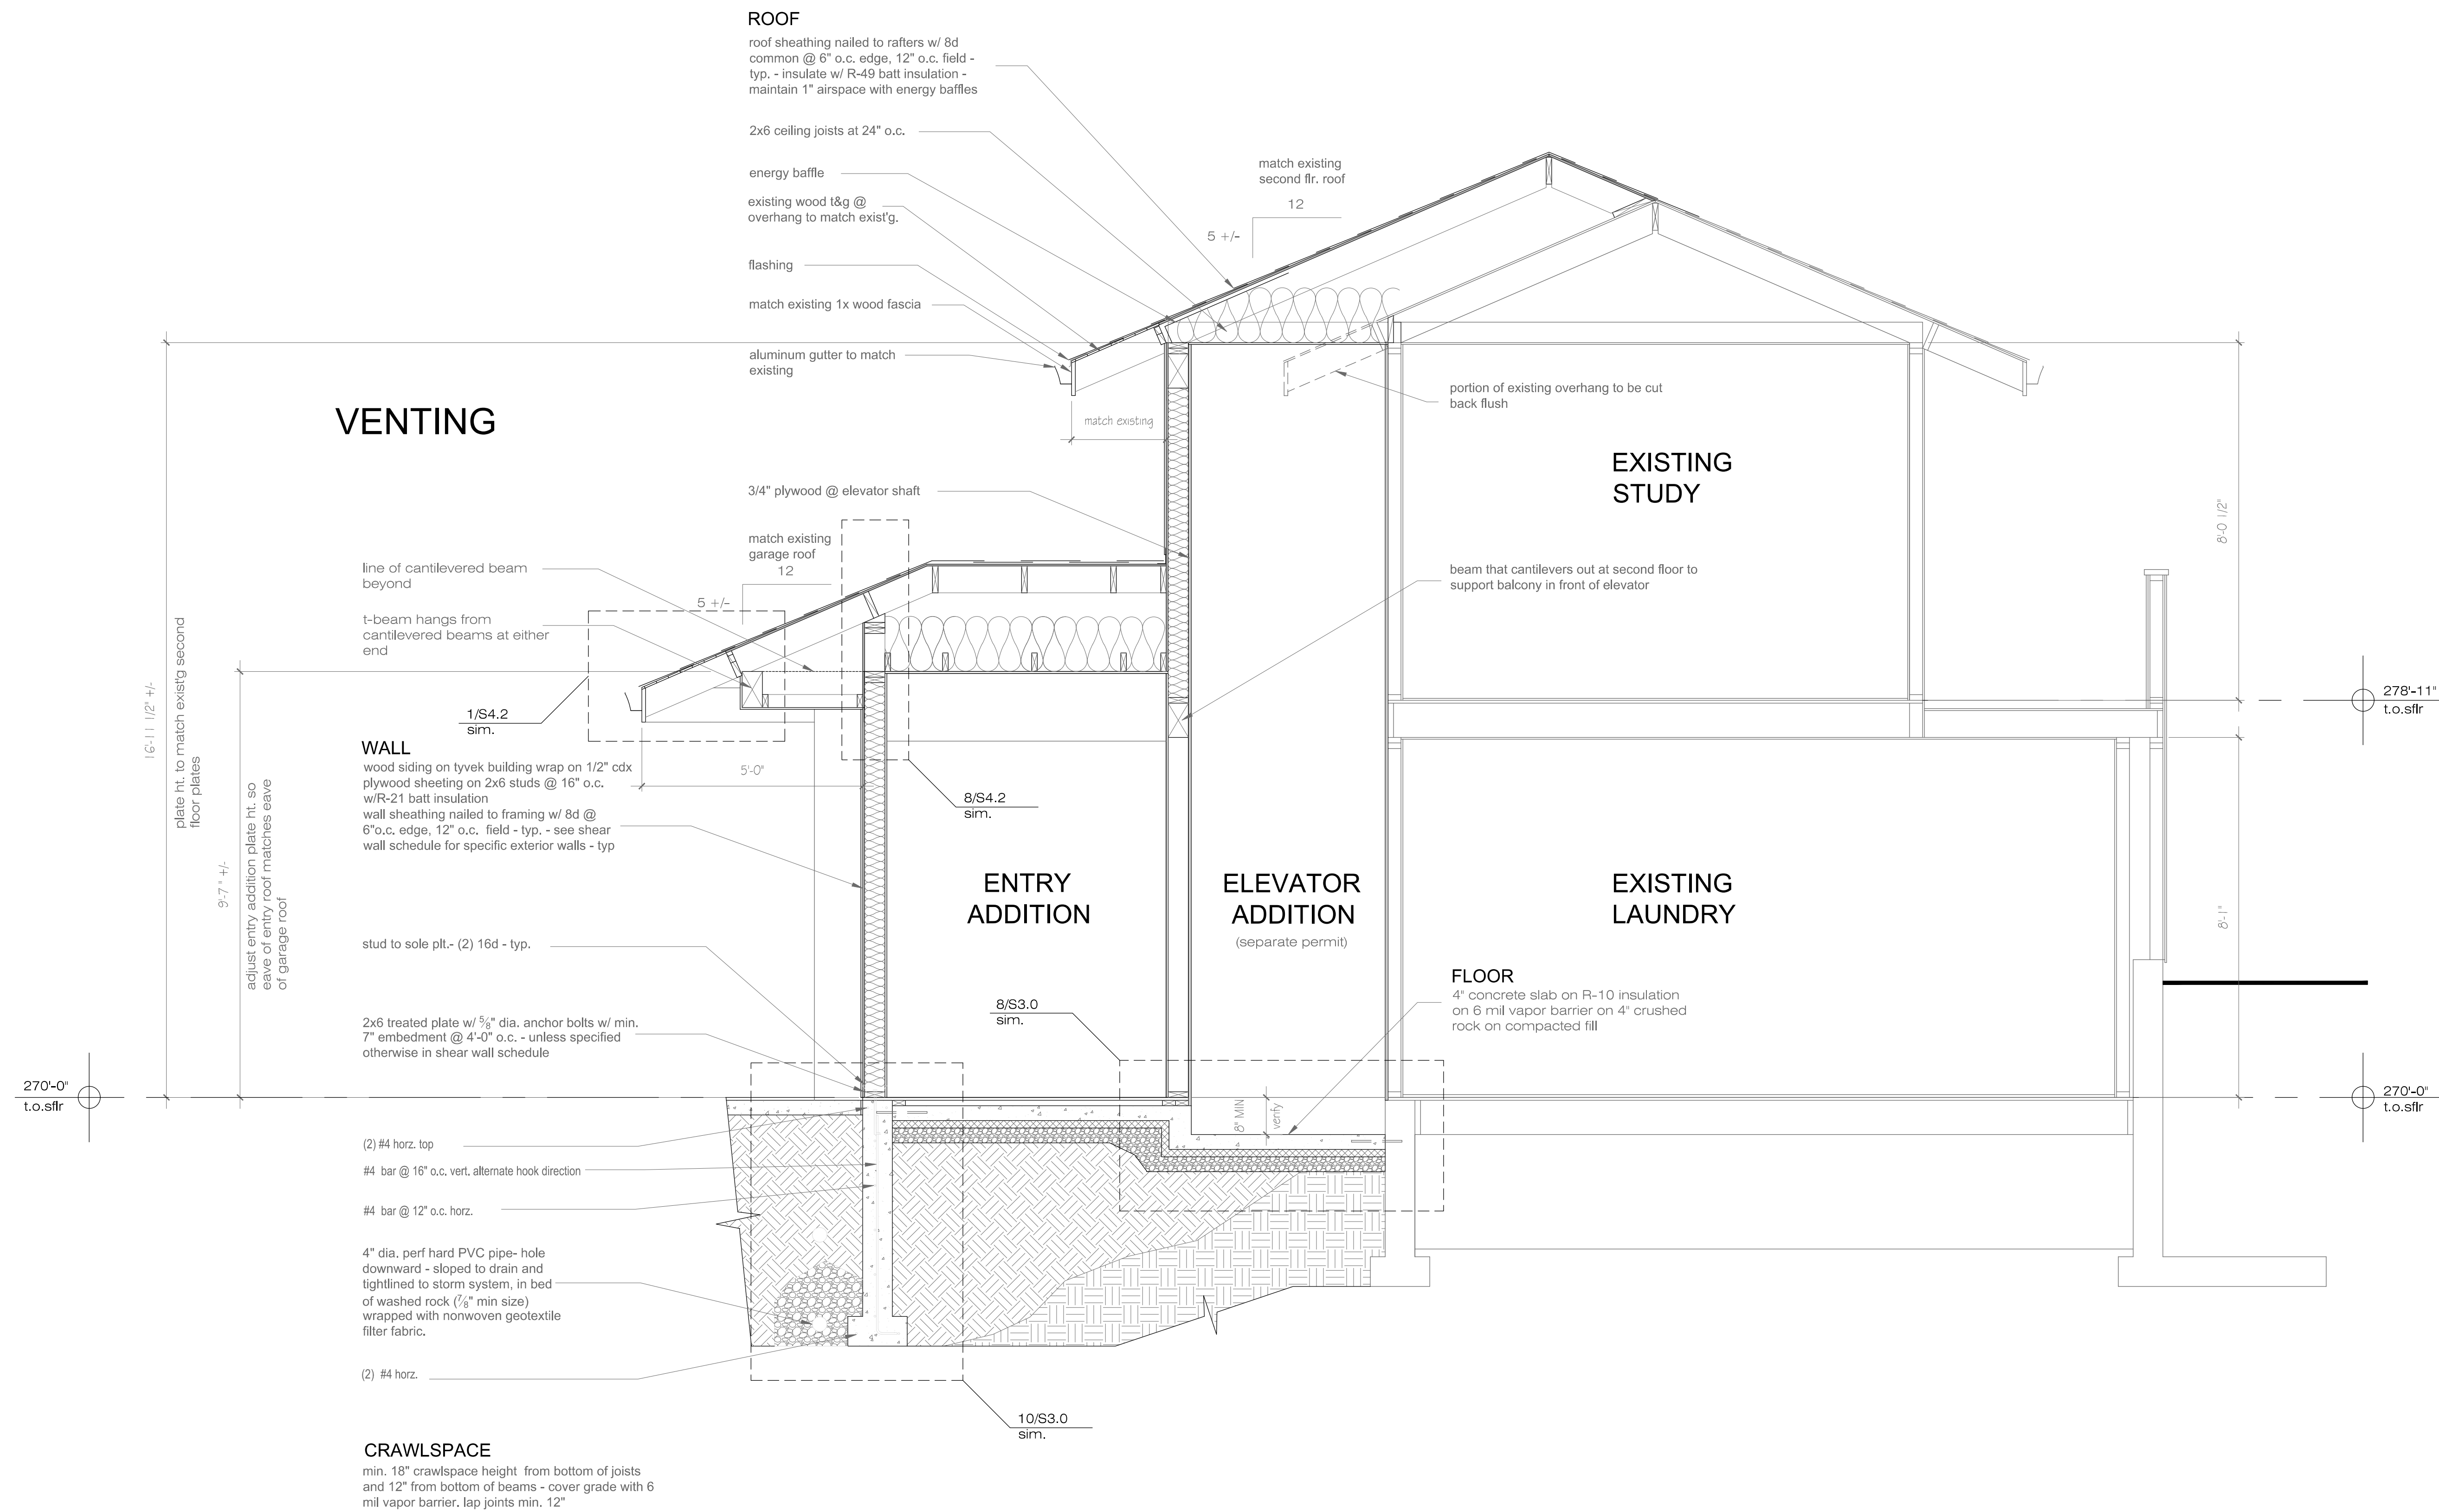 ROOF
roof sheathing nailed to rafters w/ 8d
common @ 6" o.c. edge, 12" o.c. field -
typ. - insulate w/ R-49 batt insulation -
maintain 1" airspace with energy baffles
2x6 ceiling joists at 24" o.c.
energy baffle
existing wood t&g @
overhang to match exist'g.
flashing
match existing 1x wood fascia
aluminum gutter to match
existing
match existing
second flr. roof
12
5 +/-
match existing
VENTING
portion of existing overhang to be cut
back flush
EXISTING
STUDY
3/4" plywood @ elevator shaft
match existing
garage roof
12
5 +/-
line of cantilevered beam
beyond
t-beam hangs from
cantilevered beams at either
end
beam that cantilevers out at second floor to
support balcony in front of elevator
8'-0 1/2"
278'-11"
t.o.sflr
16'-11 1/2" +/-
plate ht. to match exist'g second
floor plates
9'-7" +/-
adjust entry addition plate ht. so
eave of entry roof matches eave
of garage roof
1/S4.2
sim.
5'-0"
8/S4.2
sim.
WALL
wood siding on tyvek building wrap on 1/2" cdx
plywood sheeting on 2x6 studs @ 16" o.c.
w/R-21 batt insulation
wall sheathing nailed to framing w/ 8d @
6"o.c. edge, 12" o.c. field - typ. - see shear
wall schedule for specific exterior walls - typ
stud to sole plt.- (2) 16d - typ.
2x6 treated plate w/ 5/8" dia. anchor bolts w/ min.
7" embedment @ 4'-0" o.c. - unless specified
otherwise in shear wall schedule
ENTRY
ADDITION
ELEVATOR
ADDITION
(separate permit)
EXISTING
LAUNDRY
8'-1"
FLOOR
4" concrete slab on R-10 insulation
on 6 mil vapor barrier on 4" crushed
rock on compacted fill
8/S3.0
sim.
270'-0"
t.o.sflr
8" MIN
verify
270'-0"
t.o.sflr
(2) #4 horz. top
#4 bar @ 16" o.c. vert. alternate hook direction
#4 bar @ 12" o.c. horz.
4" dia. perf hard PVC pipe- hole
downward - sloped to drain and
tightlined to storm system, in bed
of washed rock (7/8" min size)
wrapped with nonwoven geotextile
filter fabric.
(2) #4 horz.
10/S3.0
sim.
CRAWLSPACE
min. 18" crawlspace height from bottom of joists
and 12" from bottom of beams - cover grade with 6
mil vapor barrier. lap joints min. 12"